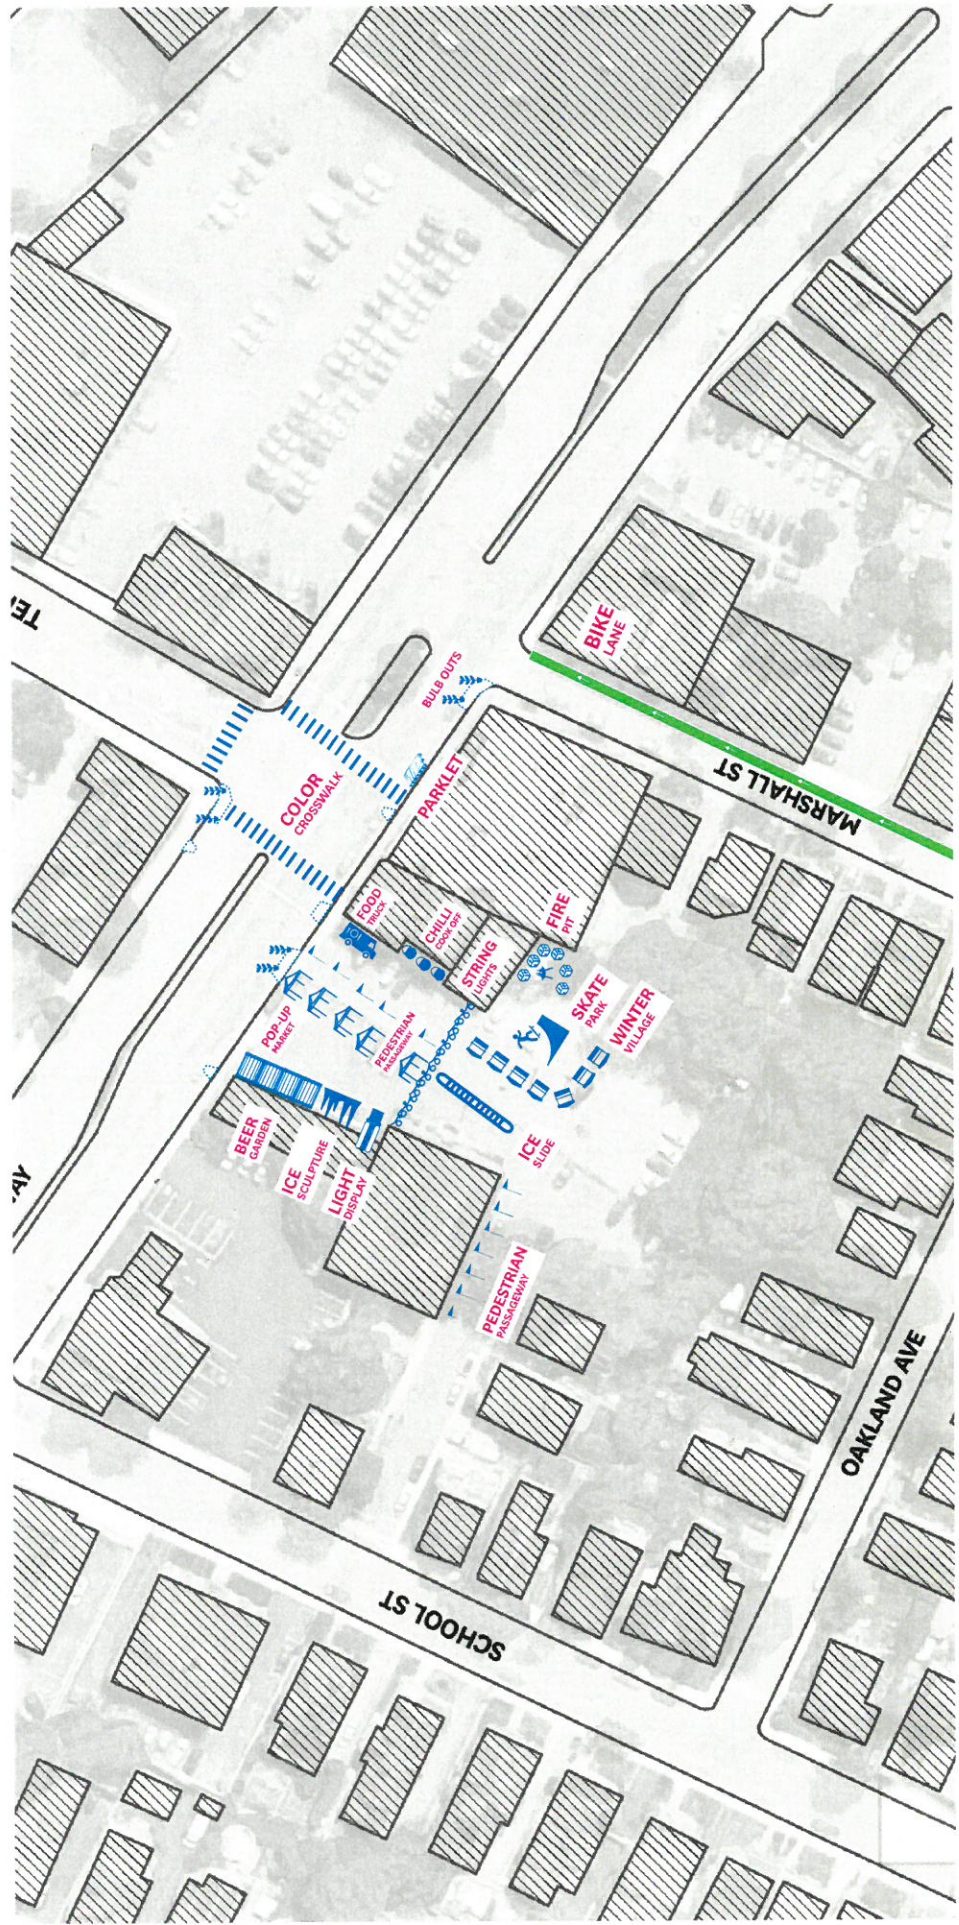 COLOR
CROSSWALK
BULB OUTS
PARKLET
BIKE
LANE
MARSHALL ST
FOOD
TRUCK
CHILLI
COOK OFF
STRING
LIGHTS
FIRE
PIT
SKATE
PARK
WINTER
VILLAGE
POP-UP
MARKET
PEDESTRIAN
PASSAGEWAY
BEER
GARDEN
ICE
SCULPTURE
LIGHT
DISPLAY
ICE
SLIDE
PEDESTRIAN
PASSAGEWAY
OAKLAND AVE
SCHOOL ST